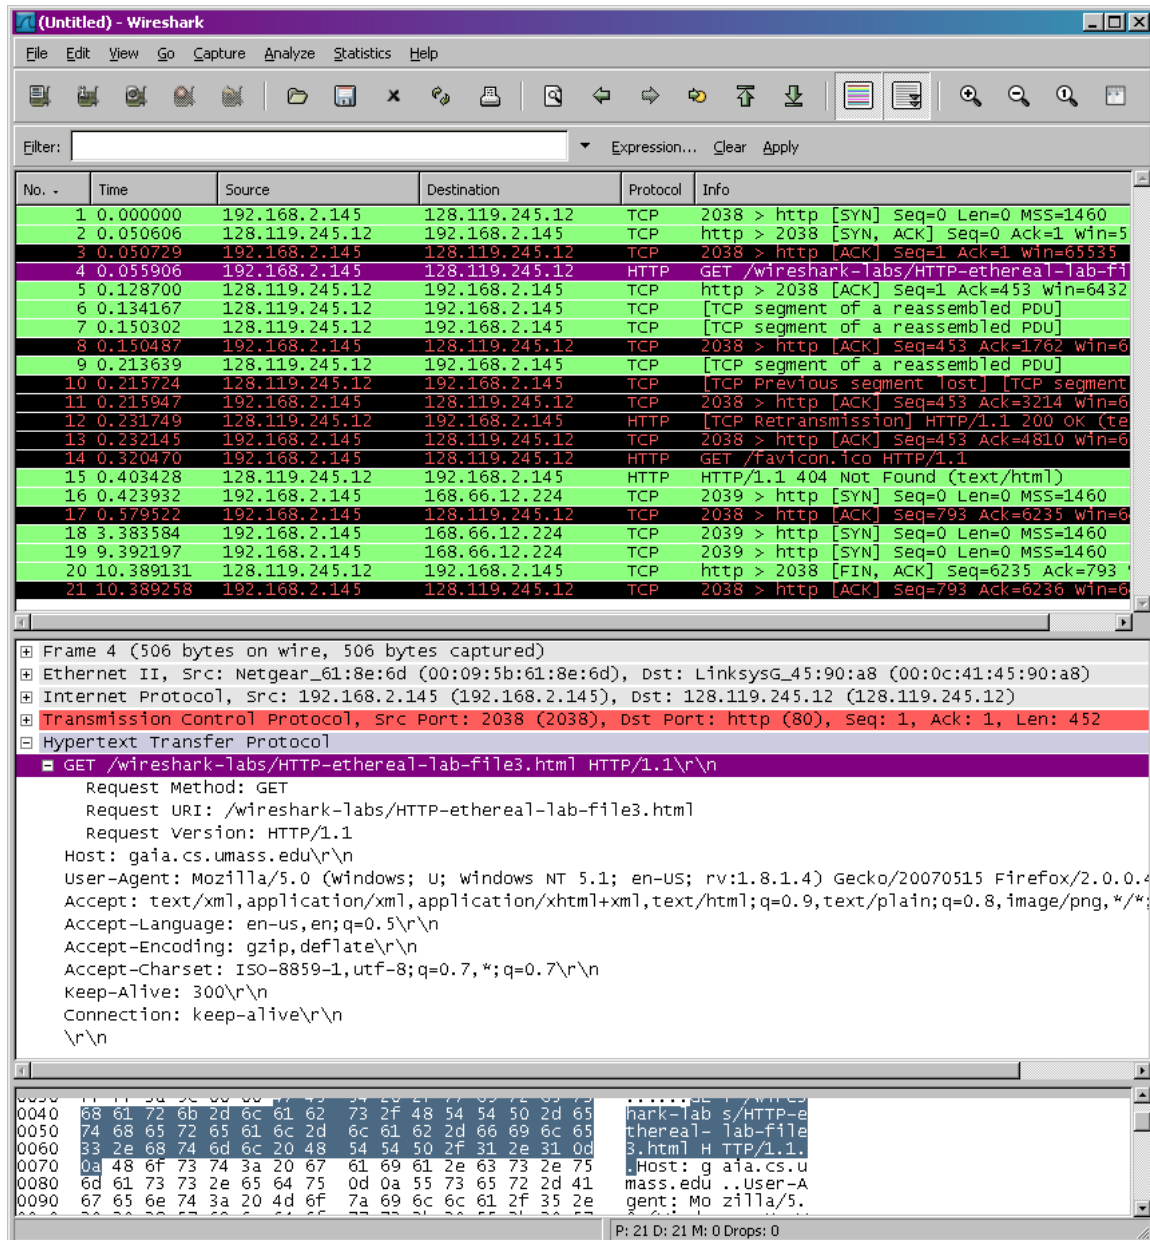 (Untitled) - Wireshark
File Edit View Go Capture Analyze Statistics Help
Filter: Expression... Clear Apply
No. - Time Source Destination Protocol Info
1 0.000000 192.168.2.145 128.119.245.12 TCP 2038 > http [SYN] Seq=0 Len=0 MSS=1460
2 0.050606 128.119.245.12 192.168.2.145 TCP http > 2038 [SYN, ACK] Seq=0 Ack=1 Win=5
3 0.050729 192.168.2.145 128.119.245.12 TCP 2038 > http [ACK] Seq=1 Ack=1 Win=65535
4 0.055906 192.168.2.145 128.119.245.12 HTTP GET /wireshark-labs/HTTP-ethereal-lab-fi
5 0.128700 128.119.245.12 192.168.2.145 TCP http > 2038 [ACK] Seq=1 Ack=453 Win=6432
6 0.134167 128.119.245.12 192.168.2.145 TCP [TCP segment of a reassembled PDU]
7 0.150302 128.119.245.12 192.168.2.145 TCP [TCP segment of a reassembled PDU]
8 0.150487 192.168.2.145 128.119.245.12 TCP 2038 > http [ACK] Seq=453 Ack=1762 Win=6
9 0.213639 128.119.245.12 192.168.2.145 TCP [TCP segment of a reassembled PDU]
10 0.215724 128.119.245.12 192.168.2.145 TCP [TCP Previous segment lost] [TCP segment
11 0.215947 192.168.2.145 128.119.245.12 TCP 2038 > http [ACK] Seq=453 Ack=3214 Win=6
12 0.231749 128.119.245.12 192.168.2.145 HTTP [TCP Retransmission] HTTP/1.1 200 OK (te
13 0.232145 192.168.2.145 128.119.245.12 TCP 2038 > http [ACK] Seq=453 Ack=4810 Win=6
14 0.320470 192.168.2.145 128.119.245.12 HTTP GET /favicon.ico HTTP/1.1
15 0.403428 128.119.245.12 192.168.2.145 HTTP HTTP/1.1 404 Not Found (text/html)
16 0.423932 192.168.2.145 168.66.12.224 TCP 2039 > http [SYN] Seq=0 Len=0 MSS=1460
17 0.579522 192.168.2.145 128.119.245.12 TCP 2038 > http [ACK] Seq=793 Ack=6235 Win=6
18 3.383584 192.168.2.145 168.66.12.224 TCP 2039 > http [SYN] Seq=0 Len=0 MSS=1460
19 9.392197 192.168.2.145 168.66.12.224 TCP 2039 > http [SYN] Seq=0 Len=0 MSS=1460
20 10.389131 128.119.245.12 192.168.2.145 TCP http > 2038 [FIN, ACK] Seq=6235 Ack=793
21 10.389258 192.168.2.145 128.119.245.12 TCP 2038 > http [ACK] Seq=793 Ack=6236 Win=6
Frame 4 (506 bytes on wire, 506 bytes captured)
Ethernet II, Src: Netgear_61:8e:6d (00:09:5b:61:8e:6d), Dst: LinksysG_45:90:a8 (00:0c:41:45:90:a8)
Internet Protocol, Src: 192.168.2.145 (192.168.2.145), Dst: 128.119.245.12 (128.119.245.12)
Transmission Control Protocol, Src Port: 2038 (2038), Dst Port: http (80), Seq: 1, Ack: 1, Len: 452
Hypertext Transfer Protocol
GET /wireshark-labs/HTTP-ethereal-lab-file3.html HTTP/1.1\r\n
Request Method: GET
Request URI: /wireshark-labs/HTTP-ethereal-lab-file3.html
Request Version: HTTP/1.1
Host: gaia.cs.umass.edu\r\n
User-Agent: Mozilla/5.0 (Windows; U; Windows NT 5.1; en-US; rv:1.8.1.4) Gecko/20070515 Firefox/2.0.0.4
Accept: text/xml,application/xml,application/xhtml+xml,text/html;q=0.9,text/plain;q=0.8,image/png,*/*;
Accept-Language: en-us,en;q=0.5\r\n
Accept-Encoding: gzip,deflate\r\n
Accept-Charset: ISO-8859-1,utf-8;q=0.7,*;q=0.7\r\n
Keep-Alive: 300\r\n
Connection: keep-alive\r\n
\r\n
0040 68 61 72 6b 2d 6c 61 62 73 2f 48 54 54 50 2d 65 hark-lab s/HTTP-e
0050 74 68 65 72 65 61 6c 2d 6c 61 62 2d 66 69 6c 65 thereal- lab-file
0060 33 2e 68 74 6d 6c 20 48 54 54 50 2f 31 2e 31 0d 3.html H TTP/1.1.
0070 0a 48 6f 73 74 3a 20 67 61 69 61 2e 63 73 2e 75 .Host: g aia.cs.u
0080 6d 61 73 73 2e 65 64 75 0d 0a 55 73 65 72 2d 41 mass.edu ..User-A
0090 67 65 6e 74 3a 20 4d 6f 7a 69 6c 6c 61 2f 35 2e gent: Mo zilla/5.
P: 21 D: 21 M: 0 Drops: 0